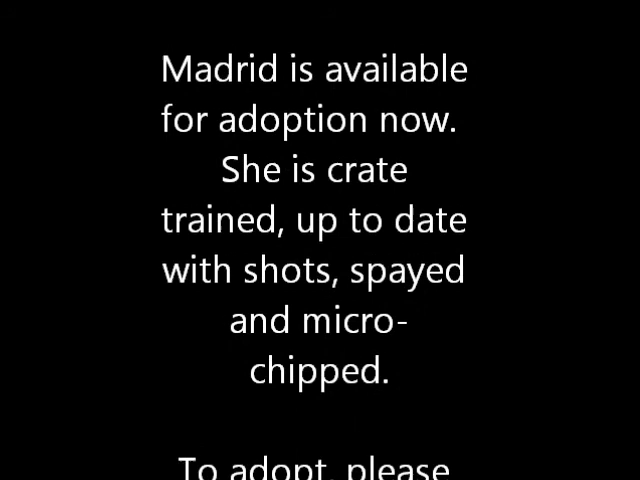 Madrid is available
for adoption now.
She is crate
trained, up to date
with shots, spayed
and micro-
chipped.
To adopt, please